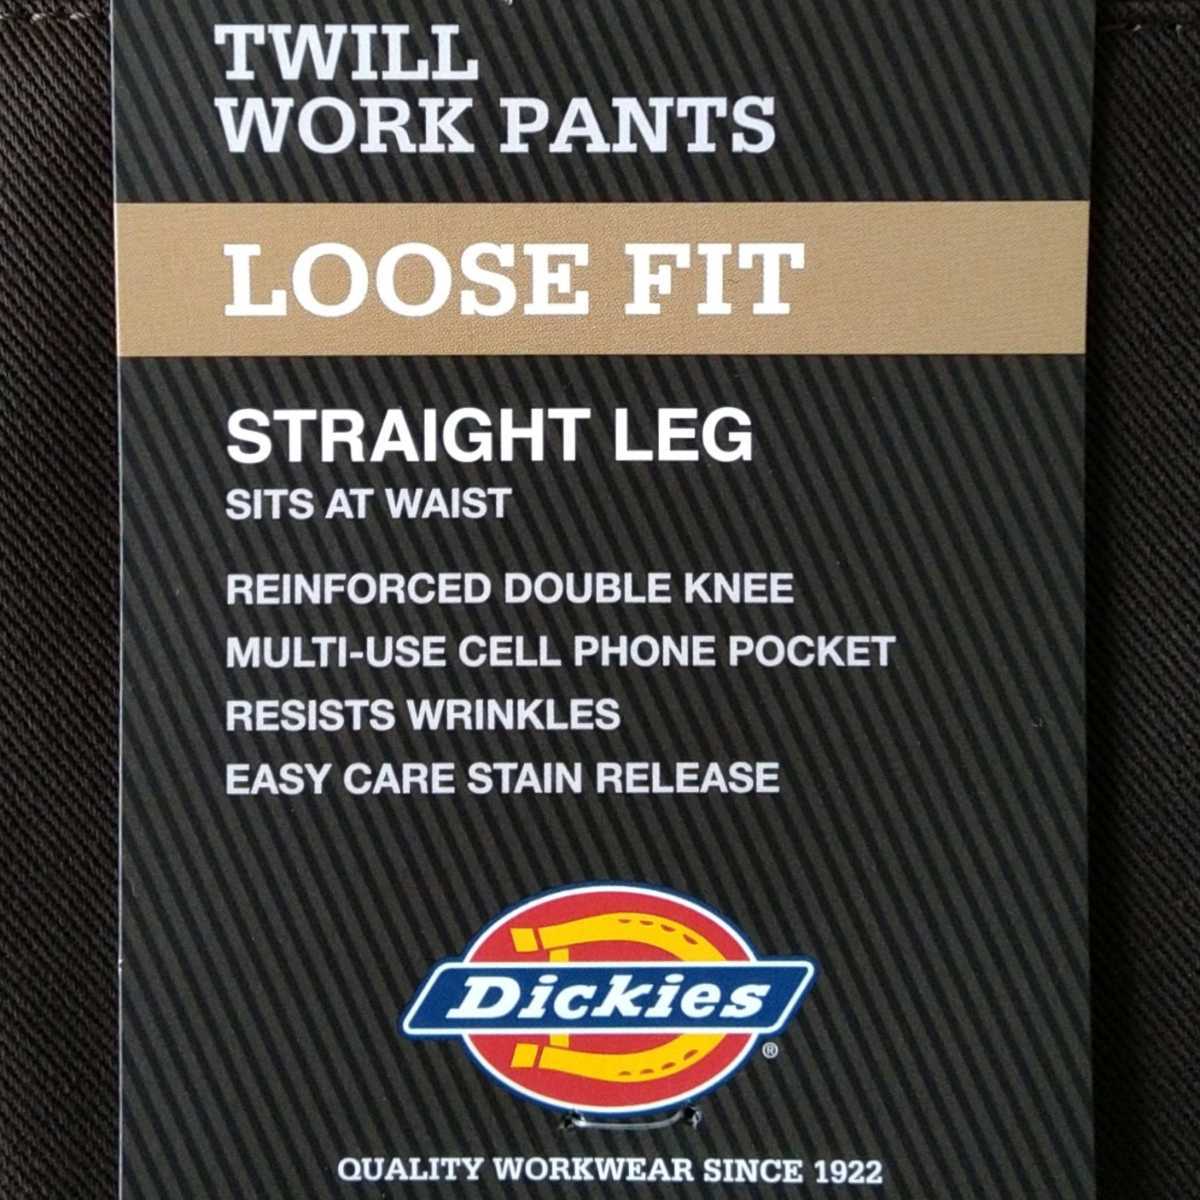 TWILL
WORK PANTS
LOOSE FIT
STRAIGHT LEG
SITS AT WAIST
REINFORCED DOUBLE KNEE
MULTI-USE CELL PHONE POCKET
RESISTS WRINKLES
EASY CARE STAIN RELEASE
Dickies
®
QUALITY WORKWEAR SINCE 1922